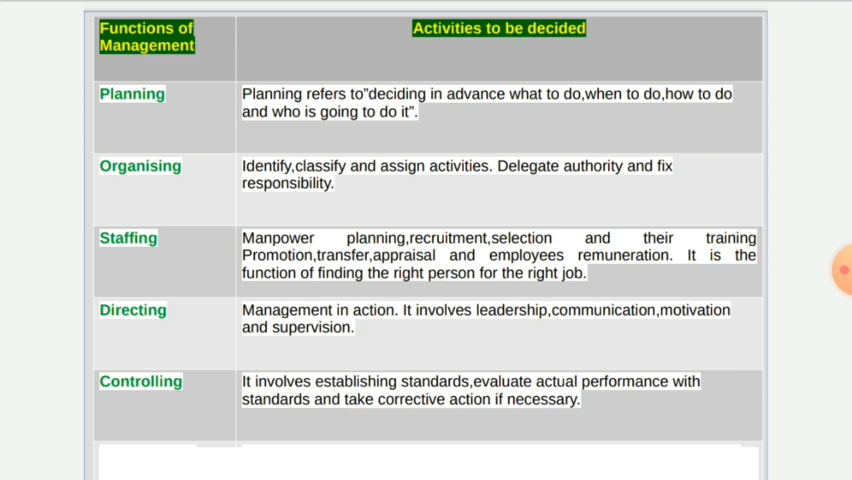 Functions of
Management
Activities to be decided
Planning
Planning refers to”deciding in advance what to do,when to do,how to do
and who is going to do it”.
Organising
Identify,classify and assign activities. Delegate authority and fix
responsibility.
Staffing
Manpower planning,recruitment,selection and their training
Promotion,transfer,appraisal and employees remuneration. It is the
function of finding the right person for the right job.
Directing
Management in action. It involves leadership,communication,motivation
and supervision.
Controlling
It involves establishing standards,evaluate actual performance with
standards and take corrective action if necessary.